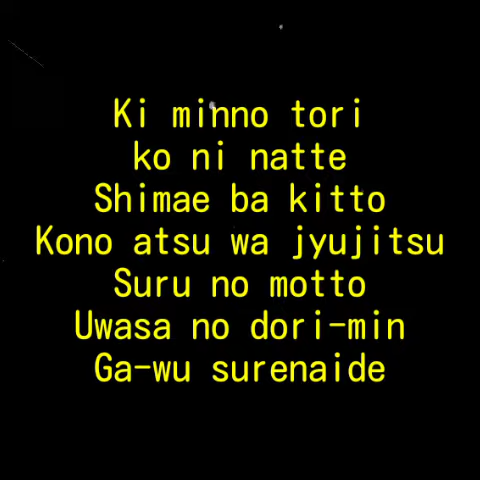 Ki minno tori
ko ni natte
Shimae ba kitto
Kono atsu wa jyujitsu
Suru no motto
Uwasa no dori-min
Ga-wu surenaide